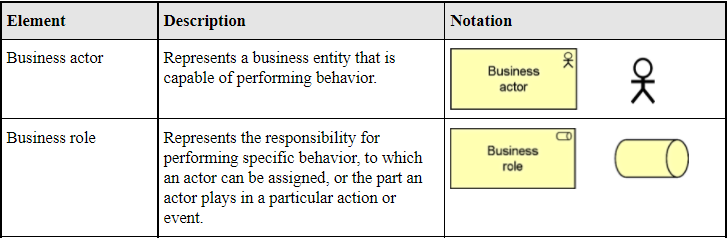 Element
Description
Notation
Business actor
Represents a business entity that is
capable of performing behavior.
Business
actor
Business role
Represents the responsibility for
performing specific behavior, to which
an actor can be assigned, or the part an
actor plays in a particular action or
event.
Business
role